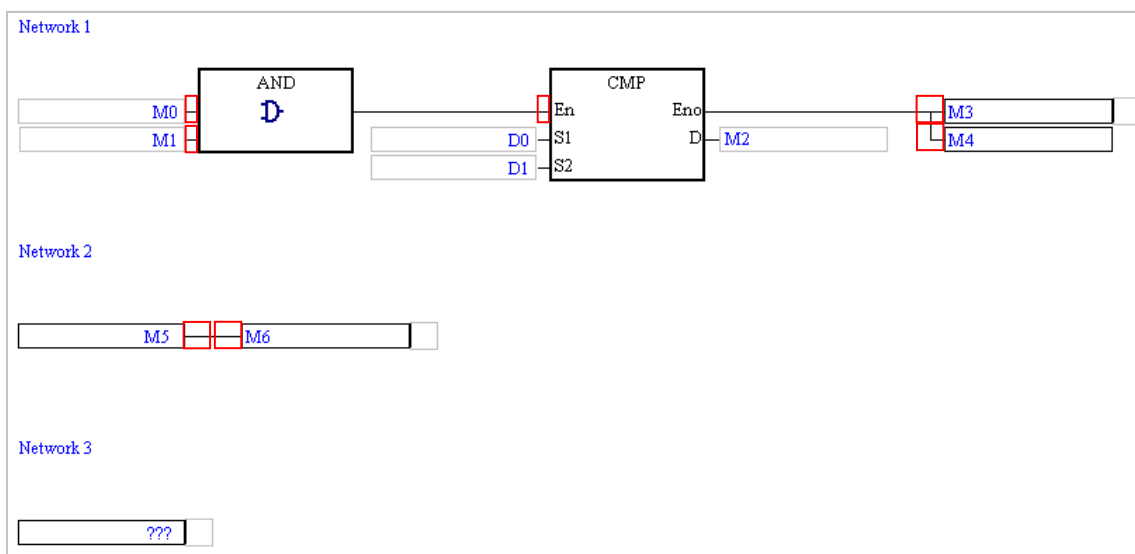 Network 1
AND CMP
M0 En Eno M3
M1 D0 S1 D M2 M4
D1 S2
Network 2
M5 M6
Network 3
???